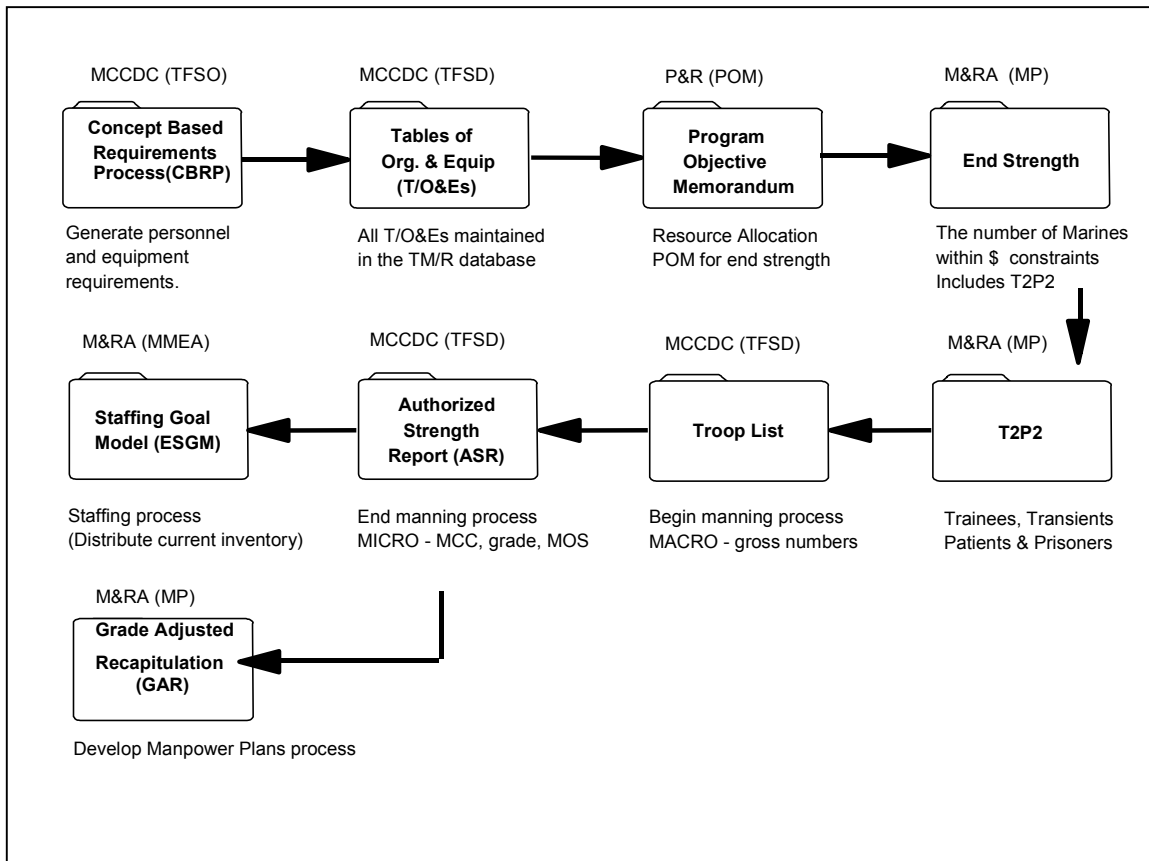 MCCDC (TFSO)
Concept Based
Requirements
Process(CBRP)
Generate personnel
and equipment
requirements.
MCCDC (TFSD)
Tables of
Org. & Equip
(T/O&Es)
All T/O&Es maintained
in the TM/R database
P&R (POM)
Program
Objective
Memorandum
Resource Allocation
POM for end strength
M&RA (MP)
End Strength
The number of Marines
within $ constraints
Includes T2P2
M&RA (MP)
T2P2
Trainees, Transients
Patients & Prisoners
MCCDC (TFSD)
Troop List
Begin manning process
MACRO - gross numbers
MCCDC (TFSD)
Authorized
Strength
Report (ASR)
End manning process
MICRO - MCC, grade, MOS
M&RA (MMEA)
Staffing Goal
Model (ESGM)
Staffing process
(Distribute current inventory)
M&RA (MP)
Grade Adjusted
Recapitulation
(GAR)
Develop Manpower Plans process